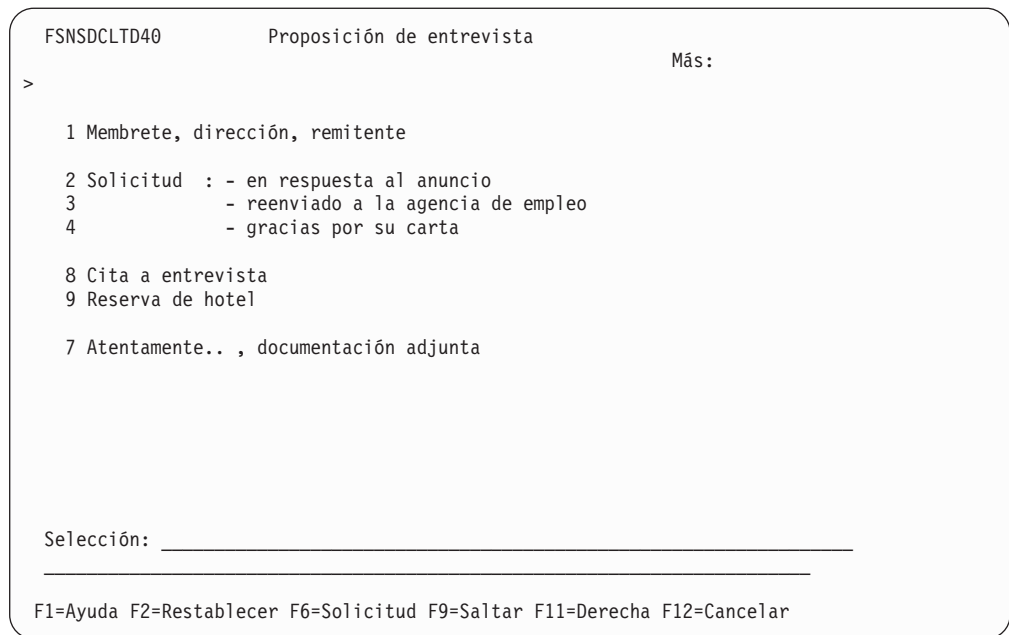 FSNSDCLTD40 Proposición de entrevista
Más:
>
1 Membrete, dirección, remitente
2 Solicitud : - en respuesta al anuncio
3 - reenviado a la agencia de empleo
4 - gracias por su carta
8 Cita a entrevista
9 Reserva de hotel
7 Atentamente.. , documentación adjunta
Selección: _________________________________________________________________
________________________________________________________________________
F1=Ayuda F2=Restablecer F6=Solicitud F9=Saltar F11=Derecha F12=Cancelar